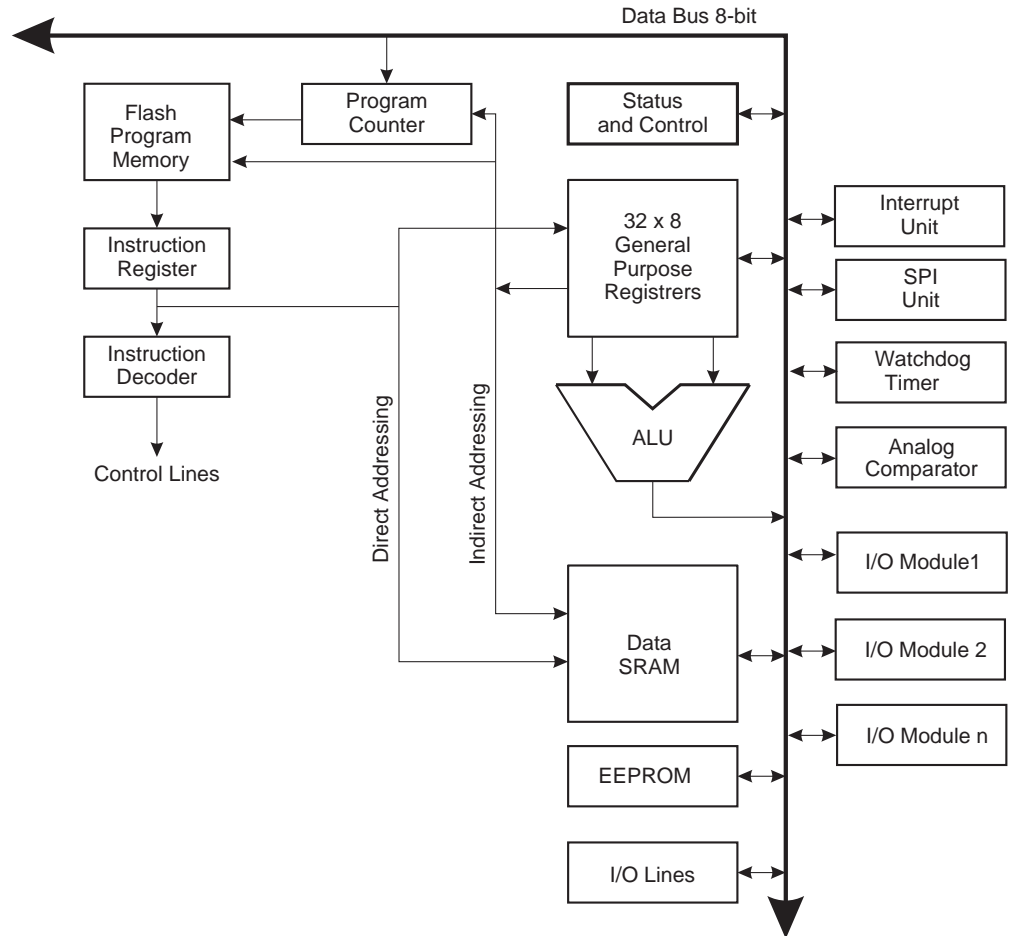 Data Bus 8-bit
Flash
Program
Memory
Program
Counter
Status
and Control
Instruction
Register
32 x 8
General
Purpose
Registrers
Interrupt
Unit
SPI
Unit
Instruction
Decoder
Watchdog
Timer
Control Lines
Direct Addressing
Indirect Addressing
ALU
Analog
Comparator
I/O Module1
Data
SRAM
I/O Module 2
I/O Module n
EEPROM
I/O Lines